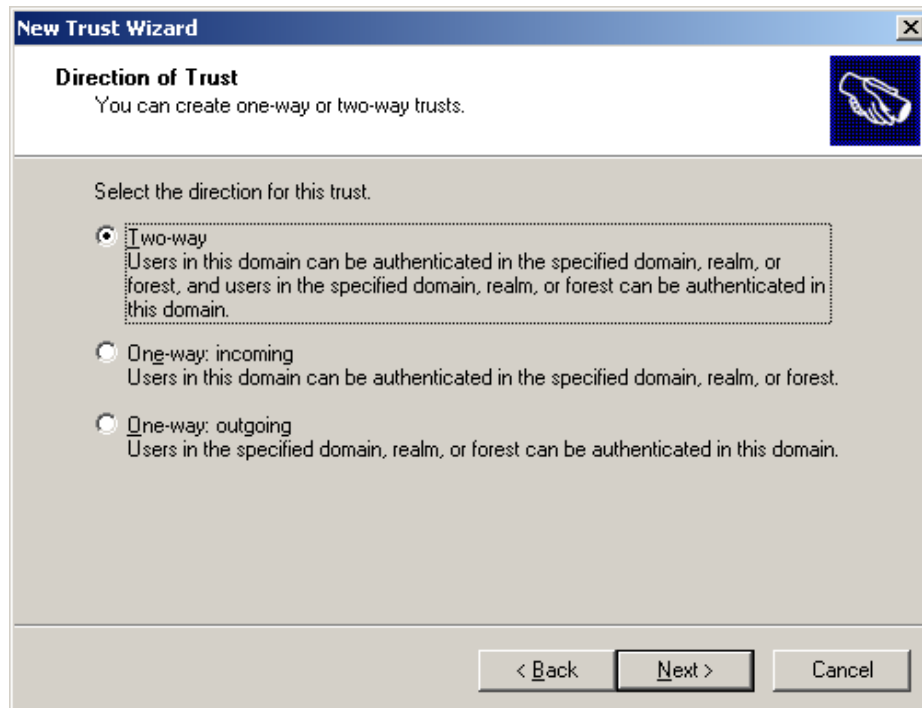 New Trust Wizard
Direction of Trust
You can create one-way or two-way trusts.
Select the direction for this trust.
Two-way
Users in this domain can be authenticated in the specified domain, realm, or
forest, and users in the specified domain, realm, or forest can be authenticated in
this domain.
One-way: incoming
Users in this domain can be authenticated in the specified domain, realm, or forest.
One-way: outgoing
Users in the specified domain, realm, or forest can be authenticated in this domain.
< Back Next > Cancel